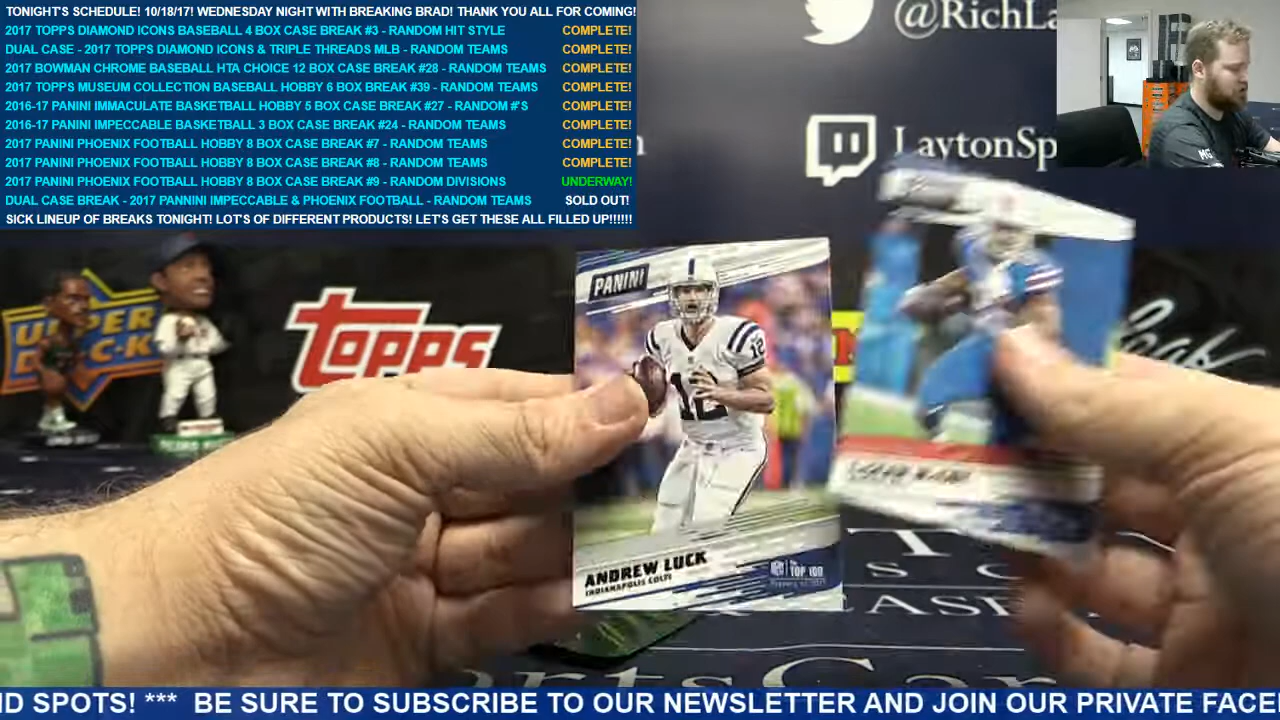 TONIGHT'S SCHEDULE! 10/18/17! WEDNESDAY NIGHT WITH BREAKING BRAD! THANK YOU ALL FOR COMING!
2017 TOPPS DIAMOND ICONS BASEBALL 4 BOX CASE BREAK #3 - RANDOM HIT STYLE COMPLETE!
DUAL CASE - 2017 TOPPS DIAMOND ICONS & TRIPLE THREADS MLB - RANDOM TEAMS COMPLETE!
2017 BOWMAN CHROME BASEBALL HTA CHOICE 12 BOX CASE BREAK #28 - RANDOM TEAMS COMPLETE!
2017 TOPPS MUSEUM COLLECTION BASEBALL HOBBY 6 BOX BREAK #39 - RANDOM TEAMS COMPLETE!
2016-17 PANINI IMMACULATE BASKETBALL HOBBY 5 BOX CASE BREAK #27 - RANDOM #'S COMPLETE!
2016-17 PANINI IMPECCABLE BASKETBALL 3 BOX CASE BREAK #24 - RANDOM TEAMS COMPLETE!
2017 PANINI PHOENIX FOOTBALL HOBBY 8 BOX CASE BREAK #7 - RANDOM TEAMS COMPLETE!
2017 PANINI PHOENIX FOOTBALL HOBBY 8 BOX CASE BREAK #8 - RANDOM TEAMS COMPLETE!
2017 PANINI PHOENIX FOOTBALL HOBBY 8 BOX CASE BREAK #9 - RANDOM DIVISIONS UNDERWAY!
DUAL CASE BREAK - 2017 PANNINI IMPECCABLE & PHOENIX FOOTBALL - RANDOM TEAMS SOLD OUT!
SICK LINEUP OF BREAKS TONIGHT! LOT'S OF DIFFERENT PRODUCTS! LET'S GET THESE ALL FILLED UP!!!!!!
@RichLa
LaytonSp
UPPER
DECK
TOPPS
Leaf
PANINI
12
12
ANDREW LUCK
INDIANAPOLIS COLTS
NFL TOP 100
ortsCar
ND SPOTS! *** BE SURE TO SUBSCRIBE TO OUR NEWSLETTER AND JOIN OUR PRIVATE FACE